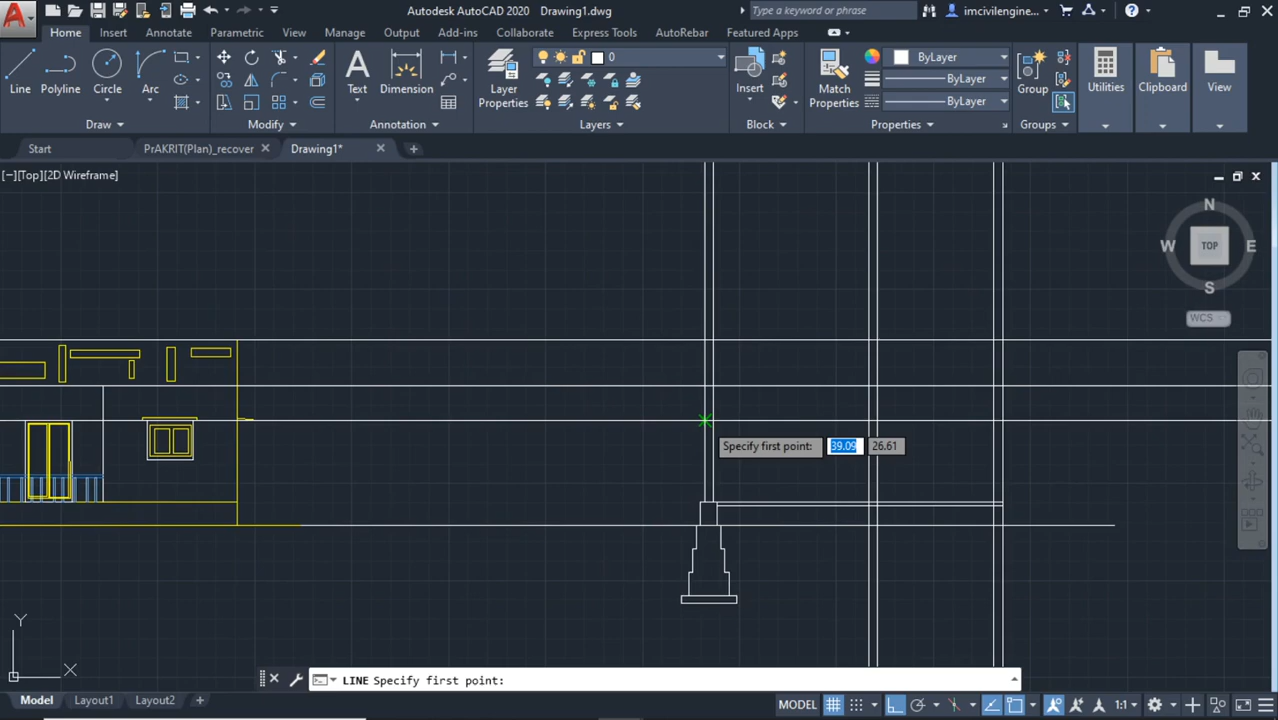 Autodesk AutoCAD 2020 Drawing1.dwg
Type a keyword or phrase
imcivilengine...
Home Insert Annotate Parametric View Manage Output Add-ins Collaborate Express Tools AutoRebar Featured Apps
Line Polyline Circle Arc
Text Dimension
Layer Properties
0
Insert
Match Properties
ByLayer
ByLayer
ByLayer
Group
Utilities
Clipboard
View
Draw Modify Annotation Layers Block Properties Groups
Start PrAKRIT(Plan)_recover Drawing1*
[−][Top][2D Wireframe]
N
W TOP E
S
WCS
Specify first point: 39.09 26.61
Y
X
LINE Specify first point:
Model Layout1 Layout2
MODEL 1:1